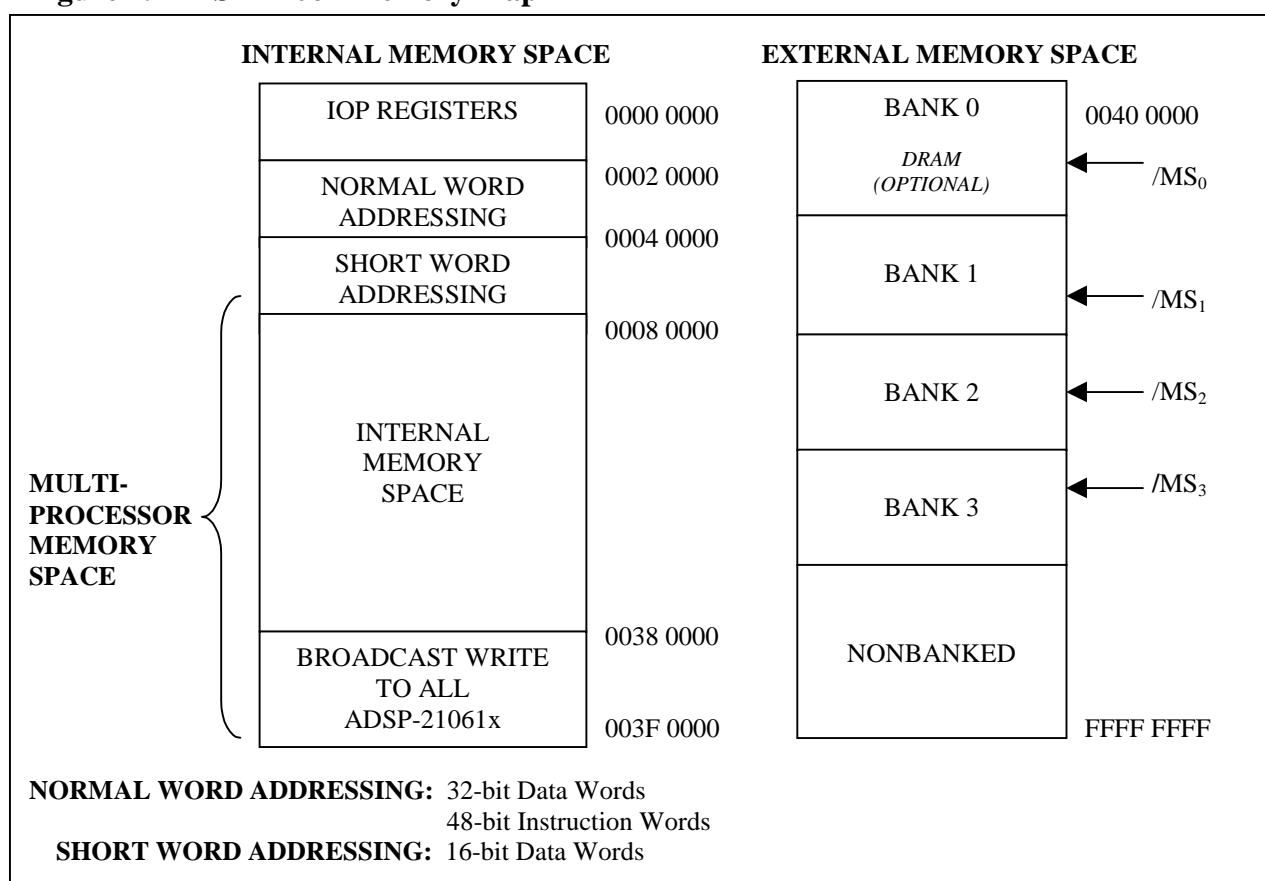 INTERNAL MEMORY SPACE
IOP REGISTERS
0000 0000
NORMAL WORD
ADDRESSING
0002 0000
SHORT WORD
ADDRESSING
0004 0000
0008 0000
INTERNAL
MEMORY
SPACE
MULTI-
PROCESSOR
MEMORY
SPACE
0038 0000
BROADCAST WRITE
TO ALL
ADSP-21061x
003F 0000
EXTERNAL MEMORY SPACE
BANK 0
0040 0000
DRAM
(OPTIONAL)
/MS0
BANK 1
/MS1
BANK 2
/MS2
BANK 3
/MS3
NONBANKED
FFFF FFFF
NORMAL WORD ADDRESSING: 32-bit Data Words
48-bit Instruction Words
SHORT WORD ADDRESSING: 16-bit Data Words